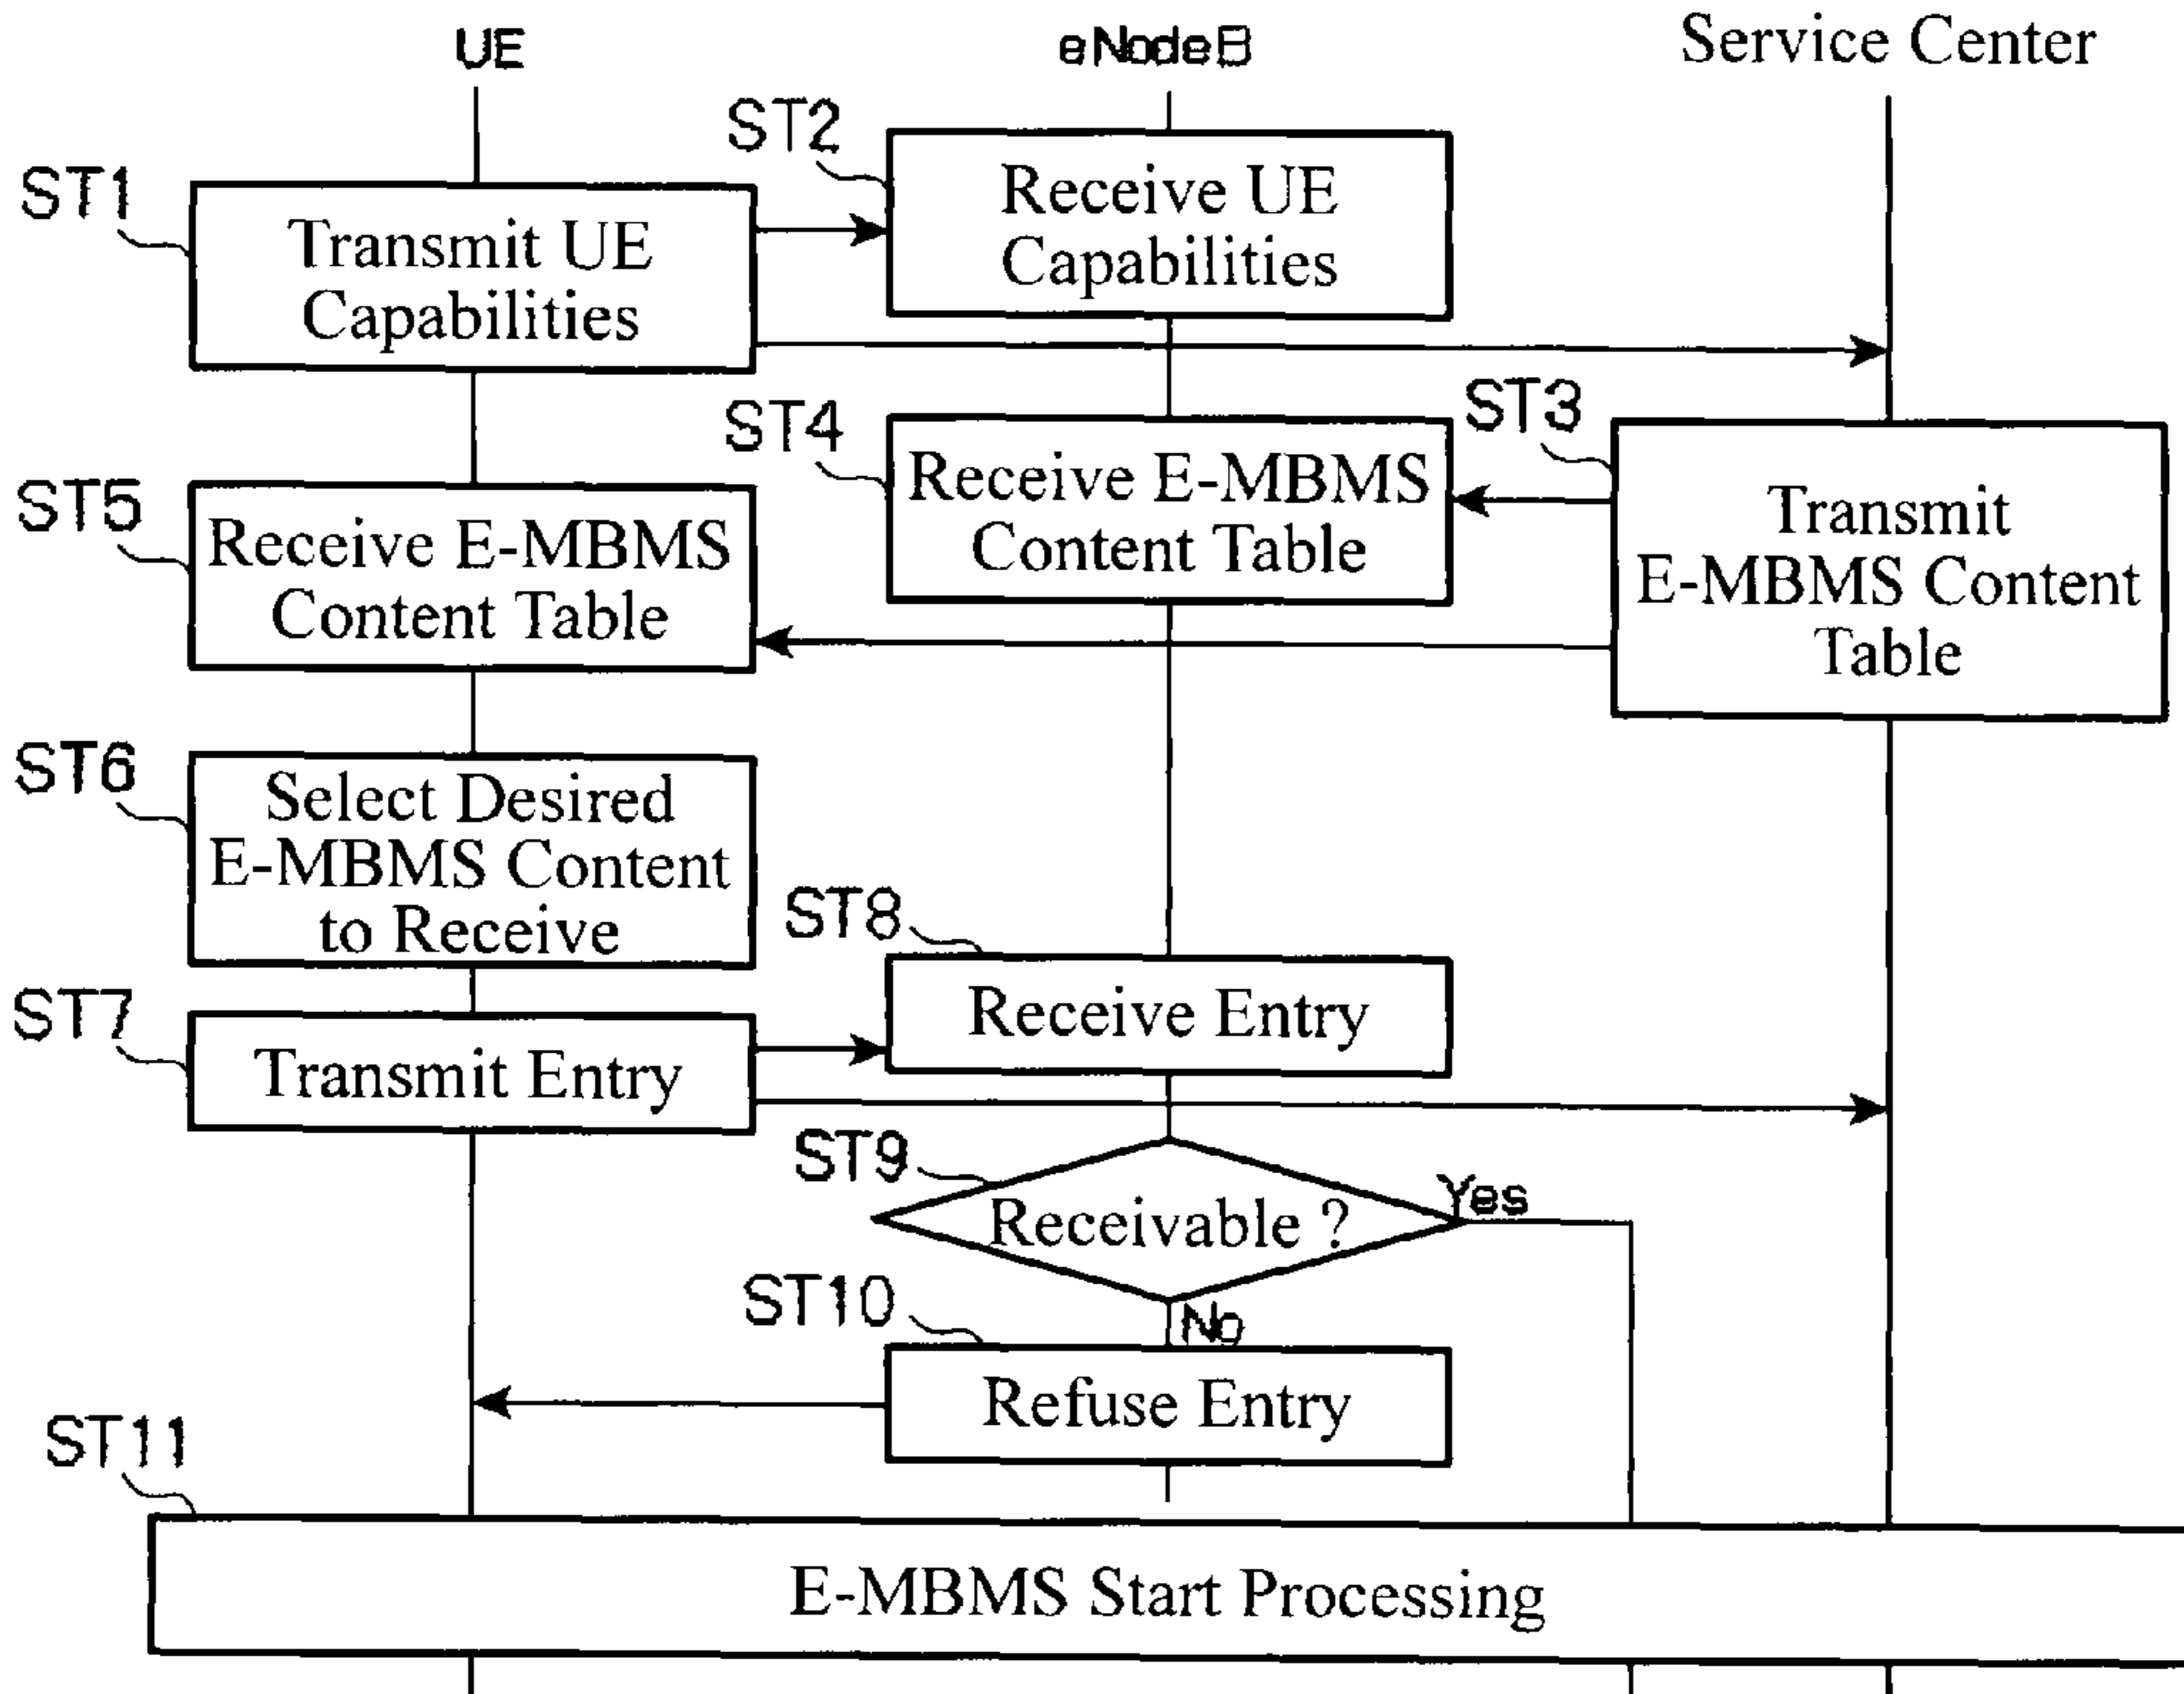 UE
eNodeB
Service Center
ST1
Transmit UE
Capabilities
ST2
Receive UE
Capabilities
ST3
Transmit
E-MBMS Content
Table
ST4
Receive E-MBMS
Content Table
ST5
Receive E-MBMS
Content Table
ST6
Select Desired
E-MBMS Content
to Receive
ST7
Transmit Entry
ST8
Receive Entry
ST9
Receivable ?
Yes
No
ST10
Refuse Entry
ST11
E-MBMS Start Processing